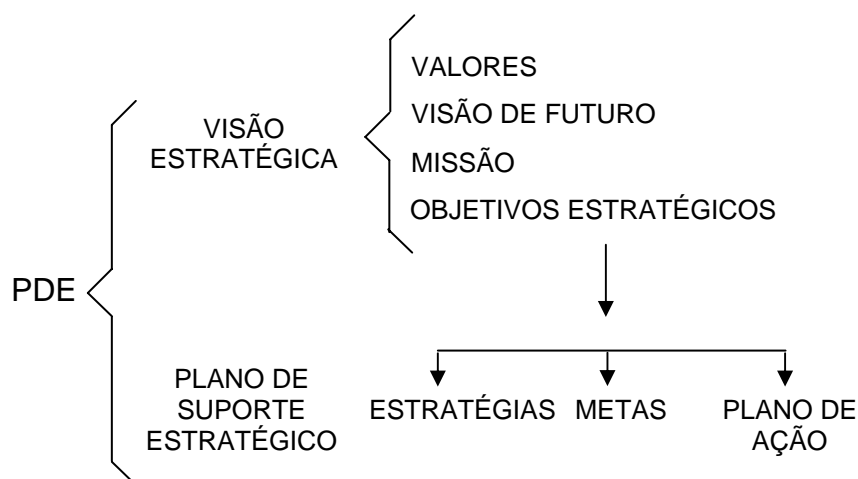 VALORES
VISÃO DE FUTURO
MISSÃO
OBJETIVOS ESTRATÉGICOS
VISÃO
ESTRATÉGICA
PDE
PLANO DE
SUPORTE
ESTRATÉGICO
ESTRATÉGIAS
METAS
PLANO DE
AÇÃO